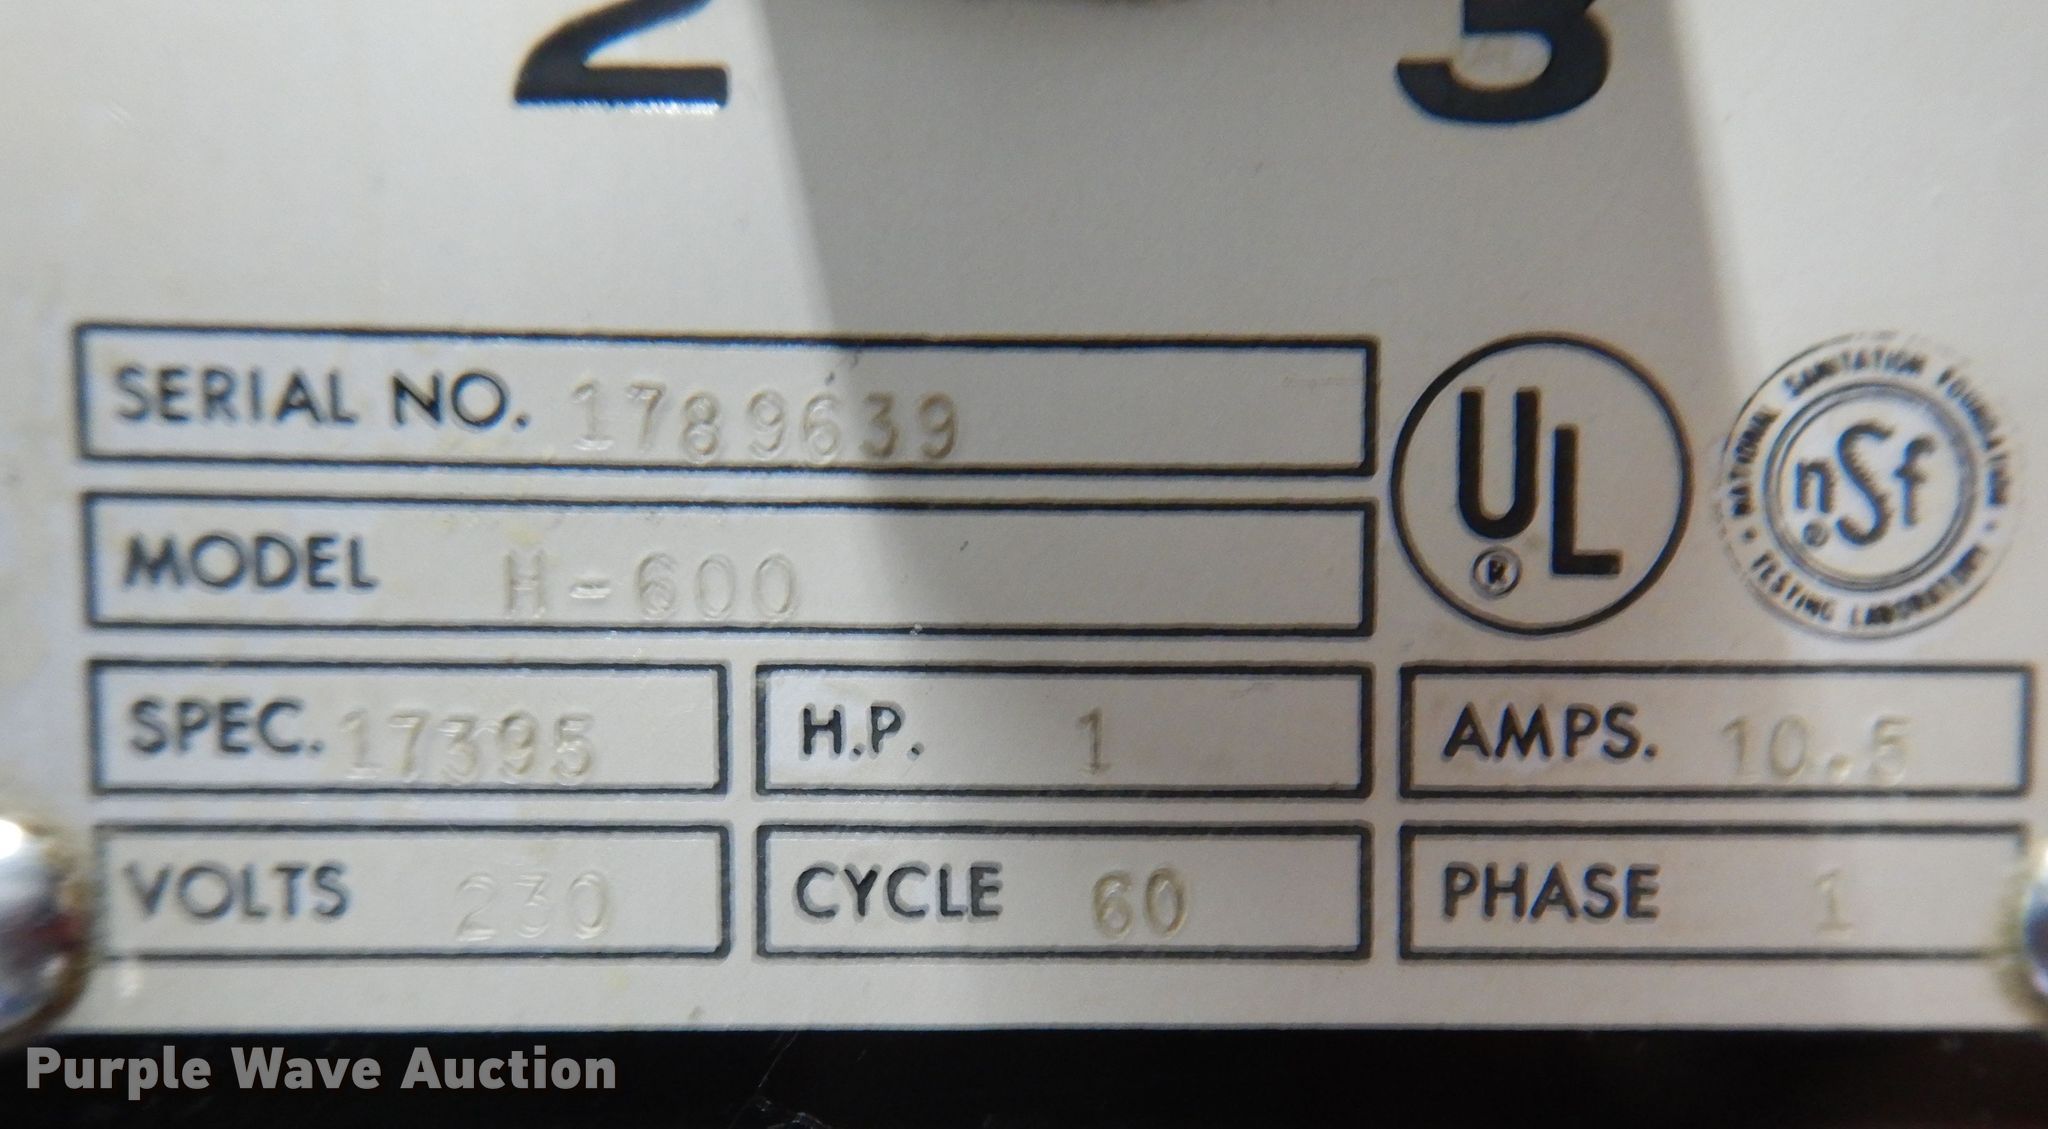 2 3
SERIAL NO. 1789639
MODEL H-600
UL
®
NATIONAL SANITATION FOUNDATION
nsf
®
TESTING LABORATORY
SPEC. 17395 H.P. 1 AMPS. 10.5
VOLTS 230 CYCLE 60 PHASE 1
Purple Wave Auction